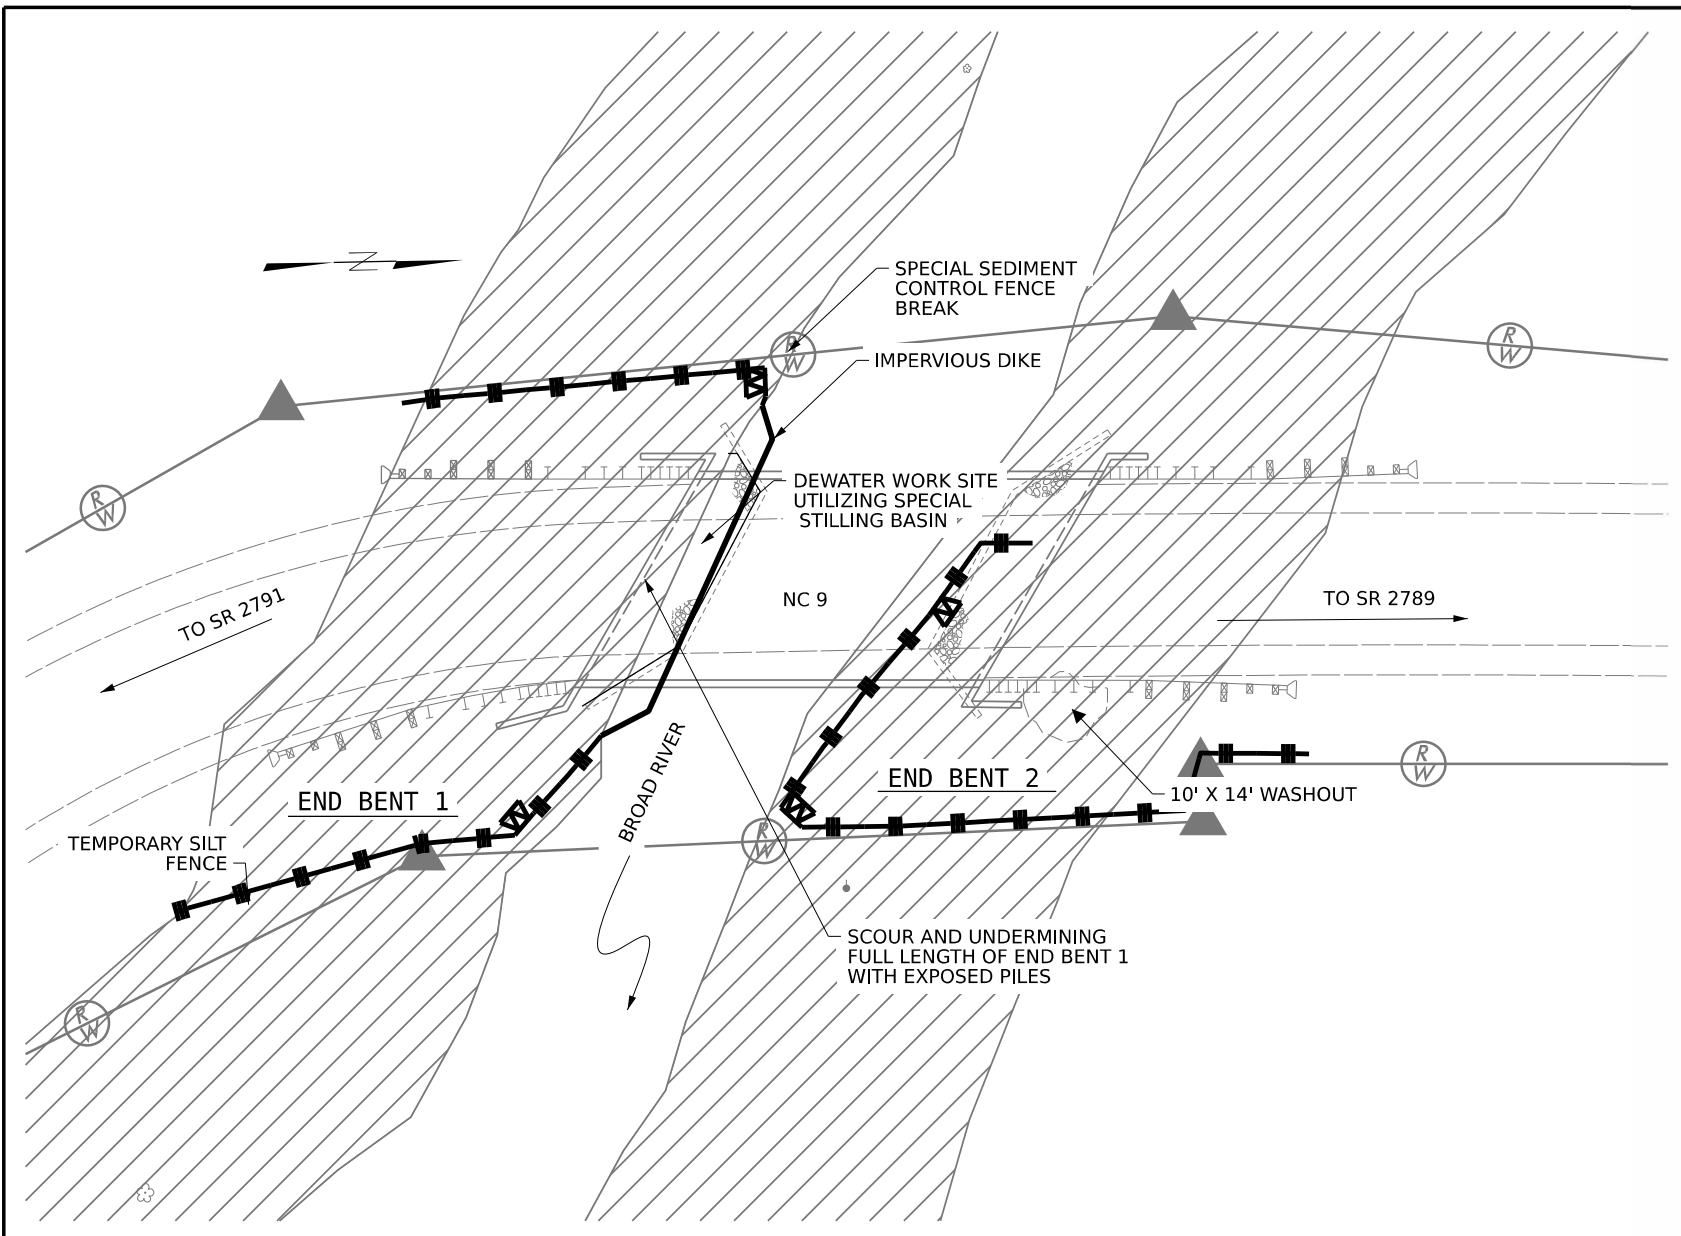 SPECIAL SEDIMENT
CONTROL FENCE
BREAK
R
W
R
W
IMPERVIOUS DIKE
R
W
DEWATER WORK SITE
UTILIZING SPECIAL
STILLING BASIN
NC 9
TO SR 2791
TO SR 2789
BROAD RIVER
END BENT 1
END BENT 2
R
W
10' X 14' WASHOUT
TEMPORARY SILT
FENCE
R
W
SCOUR AND UNDERMINING
FULL LENGTH OF END BENT 1
WITH EXPOSED PILES
R
W